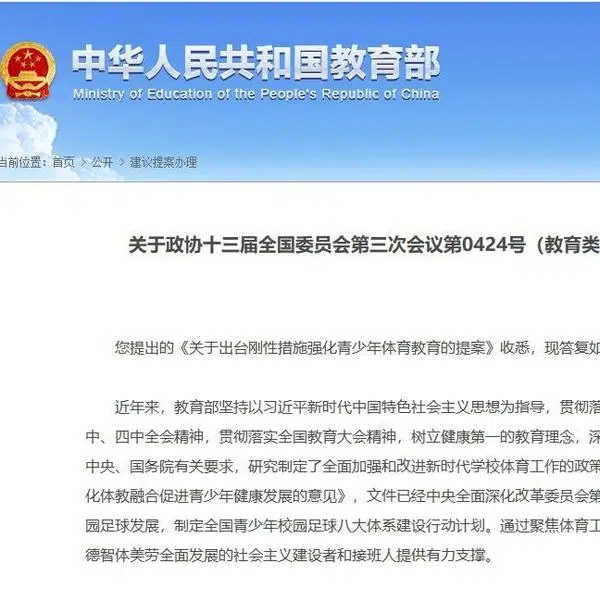 中华人民共和国教育部
Ministry of Education of the People's Republic of China
当前位置：首页 > 公开 > 建议提案办理
关于政协十三届全国委员会第三次会议第0424号（教育类
您提出的《关于出台刚性措施强化青少年体育教育的提案》收悉，现答复如
近年来，教育部坚持以习近平新时代中国特色社会主义思想为指导，贯彻落
中、四中全会精神，贯彻落实全国教育大会精神，树立健康第一的教育理念，深
中央、国务院有关要求，研究制定了全面加强和改进新时代学校体育工作的政策
化体教融合促进青少年健康发展的意见》，文件已经中央全面深化改革委员会第
园足球发展，制定全国青少年校园足球八大体系建设行动计划。通过聚焦体育工
德智体美劳全面发展的社会主义建设者和接班人提供有力支撑。